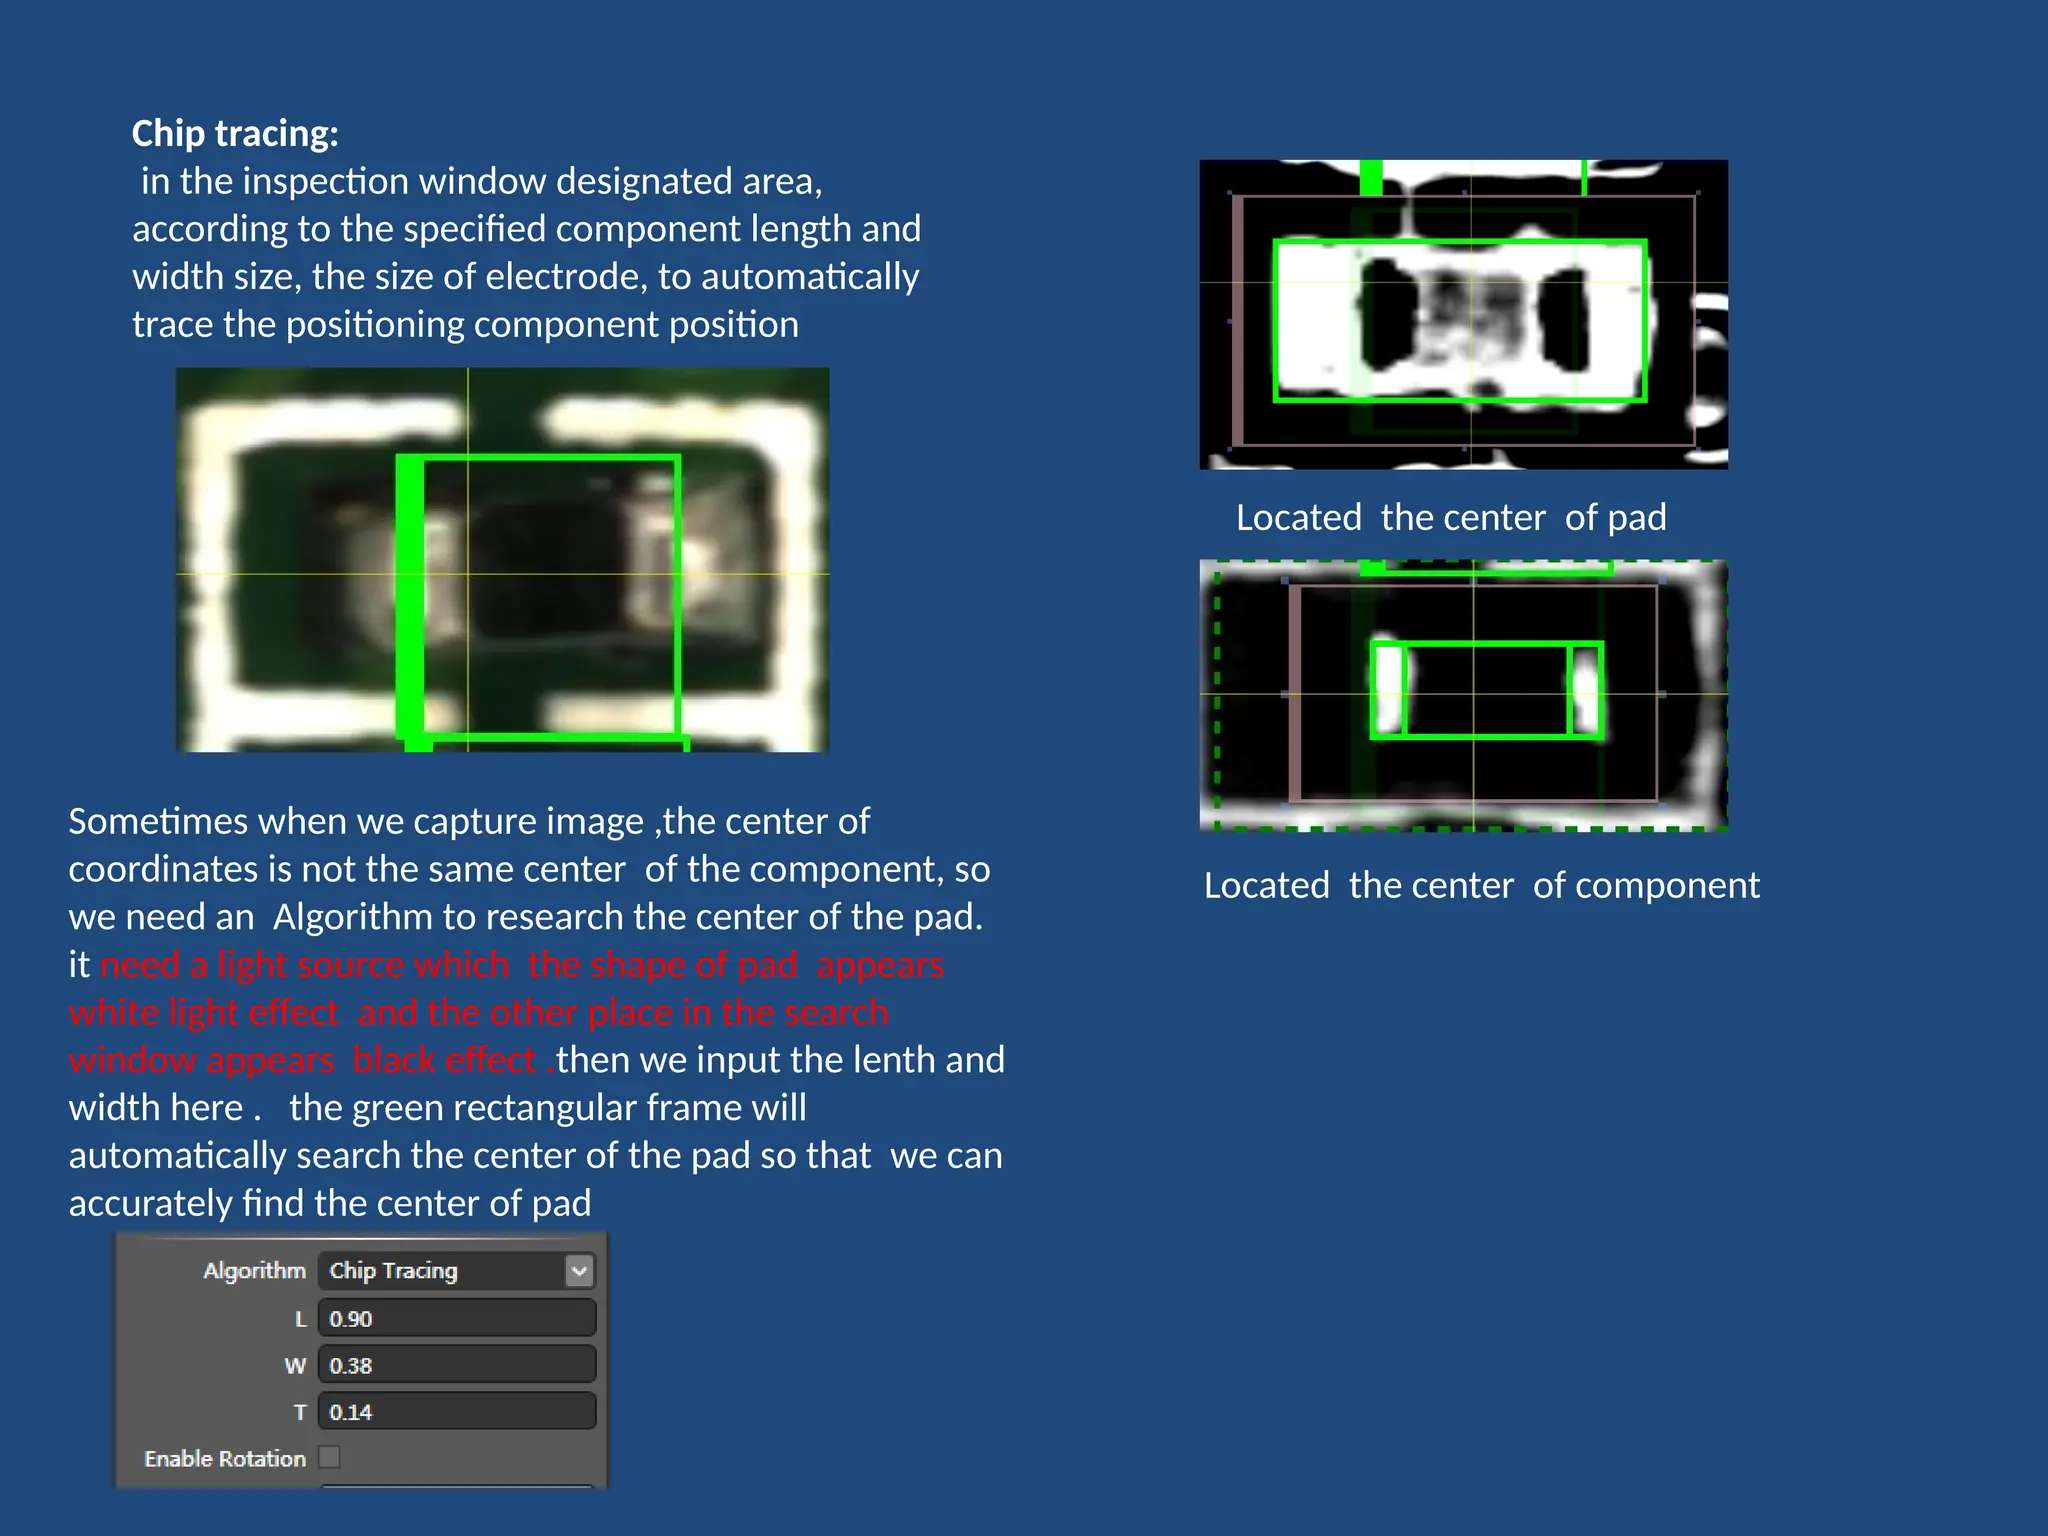 Chip tracing:
in the inspection window designated area,
according to the specified component length and
width size, the size of electrode, to automatically
trace the positioning component position
Located the center of pad
Located the center of component
Sometimes when we capture image ,the center of
coordinates is not the same center of the component, so
we need an Algorithm to research the center of the pad.
it need a light source which the shape of pad appears
white light effect and the other place in the search
window appears black effect .then we input the lenth and
width here . the green rectangular frame will
automatically search the center of the pad so that we can
accurately find the center of pad
Algorithm Chip Tracing
L 0.90
W 0.38
T 0.14
Enable Rotation